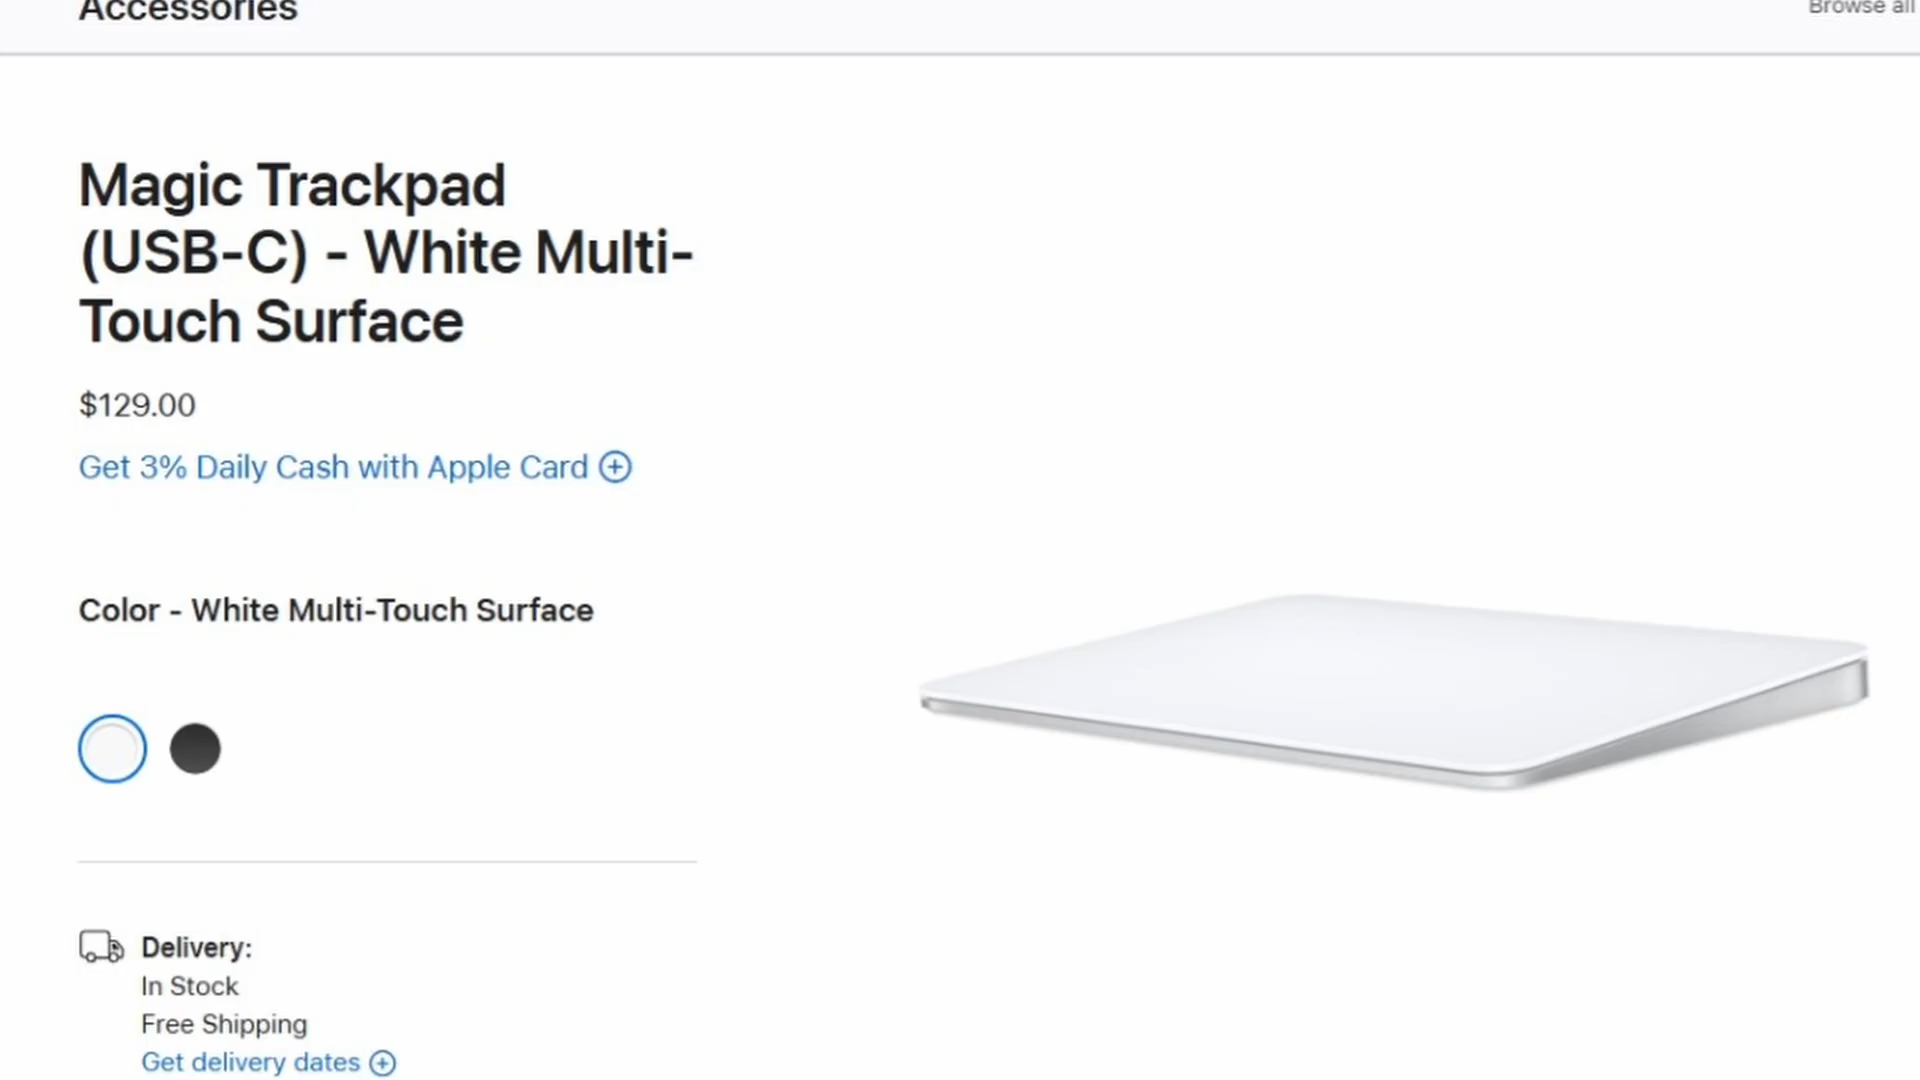 Accessories
Browse all
Magic Trackpad
(USB-C) - White Multi-
Touch Surface
$129.00
Get 3% Daily Cash with Apple Card
Color - White Multi-Touch Surface
Delivery:
In Stock
Free Shipping
Get delivery dates